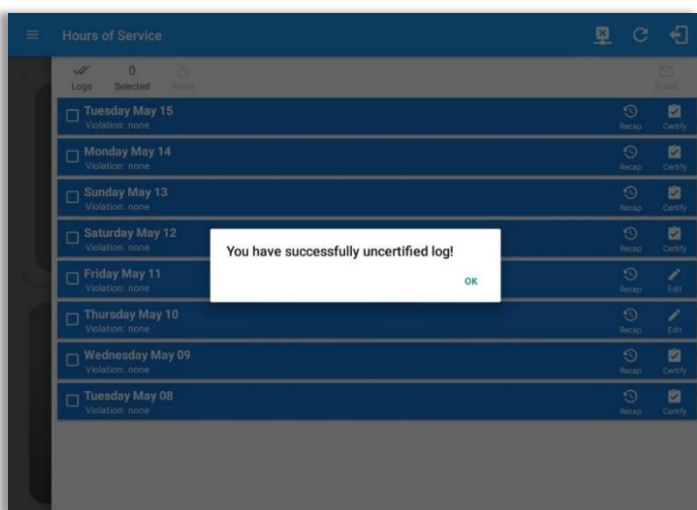 Hours of Service
Logs
0
Selected
Tuesday May 15
Violation: none
Recap
Certify
Monday May 14
Violation: none
Recap
Certify
Sunday May 13
Violation: none
Recap
Certify
Saturday May 12
Violation: none
Recap
Certify
You have successfully uncertified log!
OK
Friday May 11
Violation: none
Recap
Edit
Thursday May 10
Violation: none
Recap
Edit
Wednesday May 09
Violation: none
Recap
Certify
Tuesday May 08
Violation: none
Recap
Certify